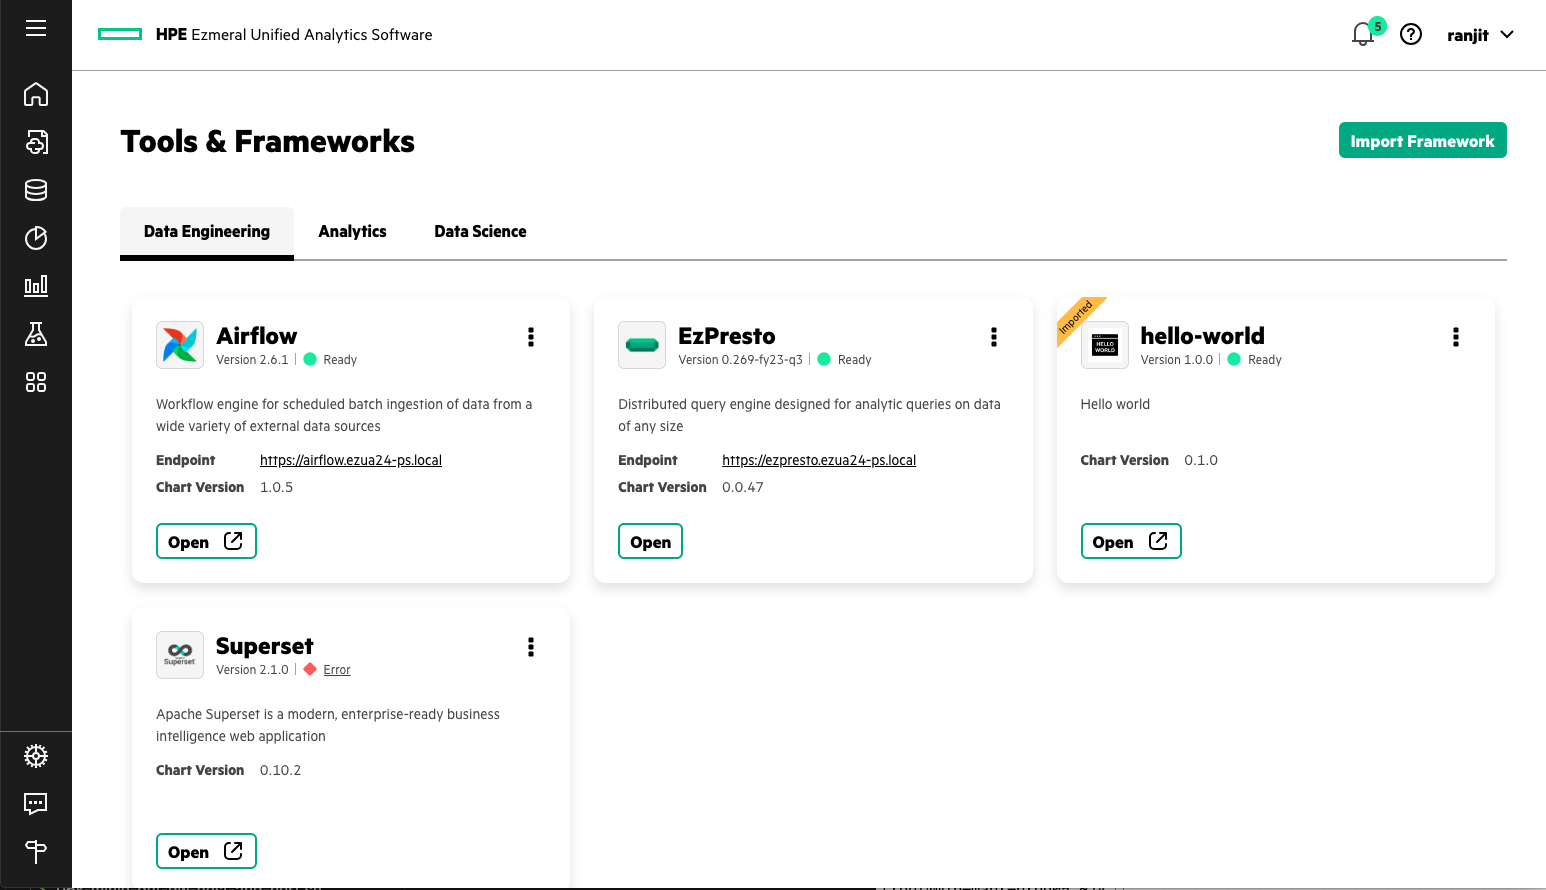 HPE Ezmeral Unified Analytics Software
5
ranjit
Tools & Frameworks
Import Framework
Data Engineering
Analytics
Data Science
Airflow
Version 2.6.1
Ready
Workflow engine for scheduled batch ingestion of data from a
wide variety of external data sources
Endpoint https://airflow.ezua24-ps.local
Chart Version 1.0.5
Open
EzPresto
Version 0.269-fy23-q3
Ready
Distributed query engine designed for analytic queries on data
of any size
Endpoint https://ezpresto.ezua24-ps.local
Chart Version 0.0.47
Open
Imported
HELLO
WORLD
hello-world
Version 1.0.0
Ready
Hello world
Chart Version 0.1.0
Open
Superset
Superset
Version 2.1.0
Error
Apache Superset is a modern, enterprise-ready business
intelligence web application
Chart Version 0.10.2
Open